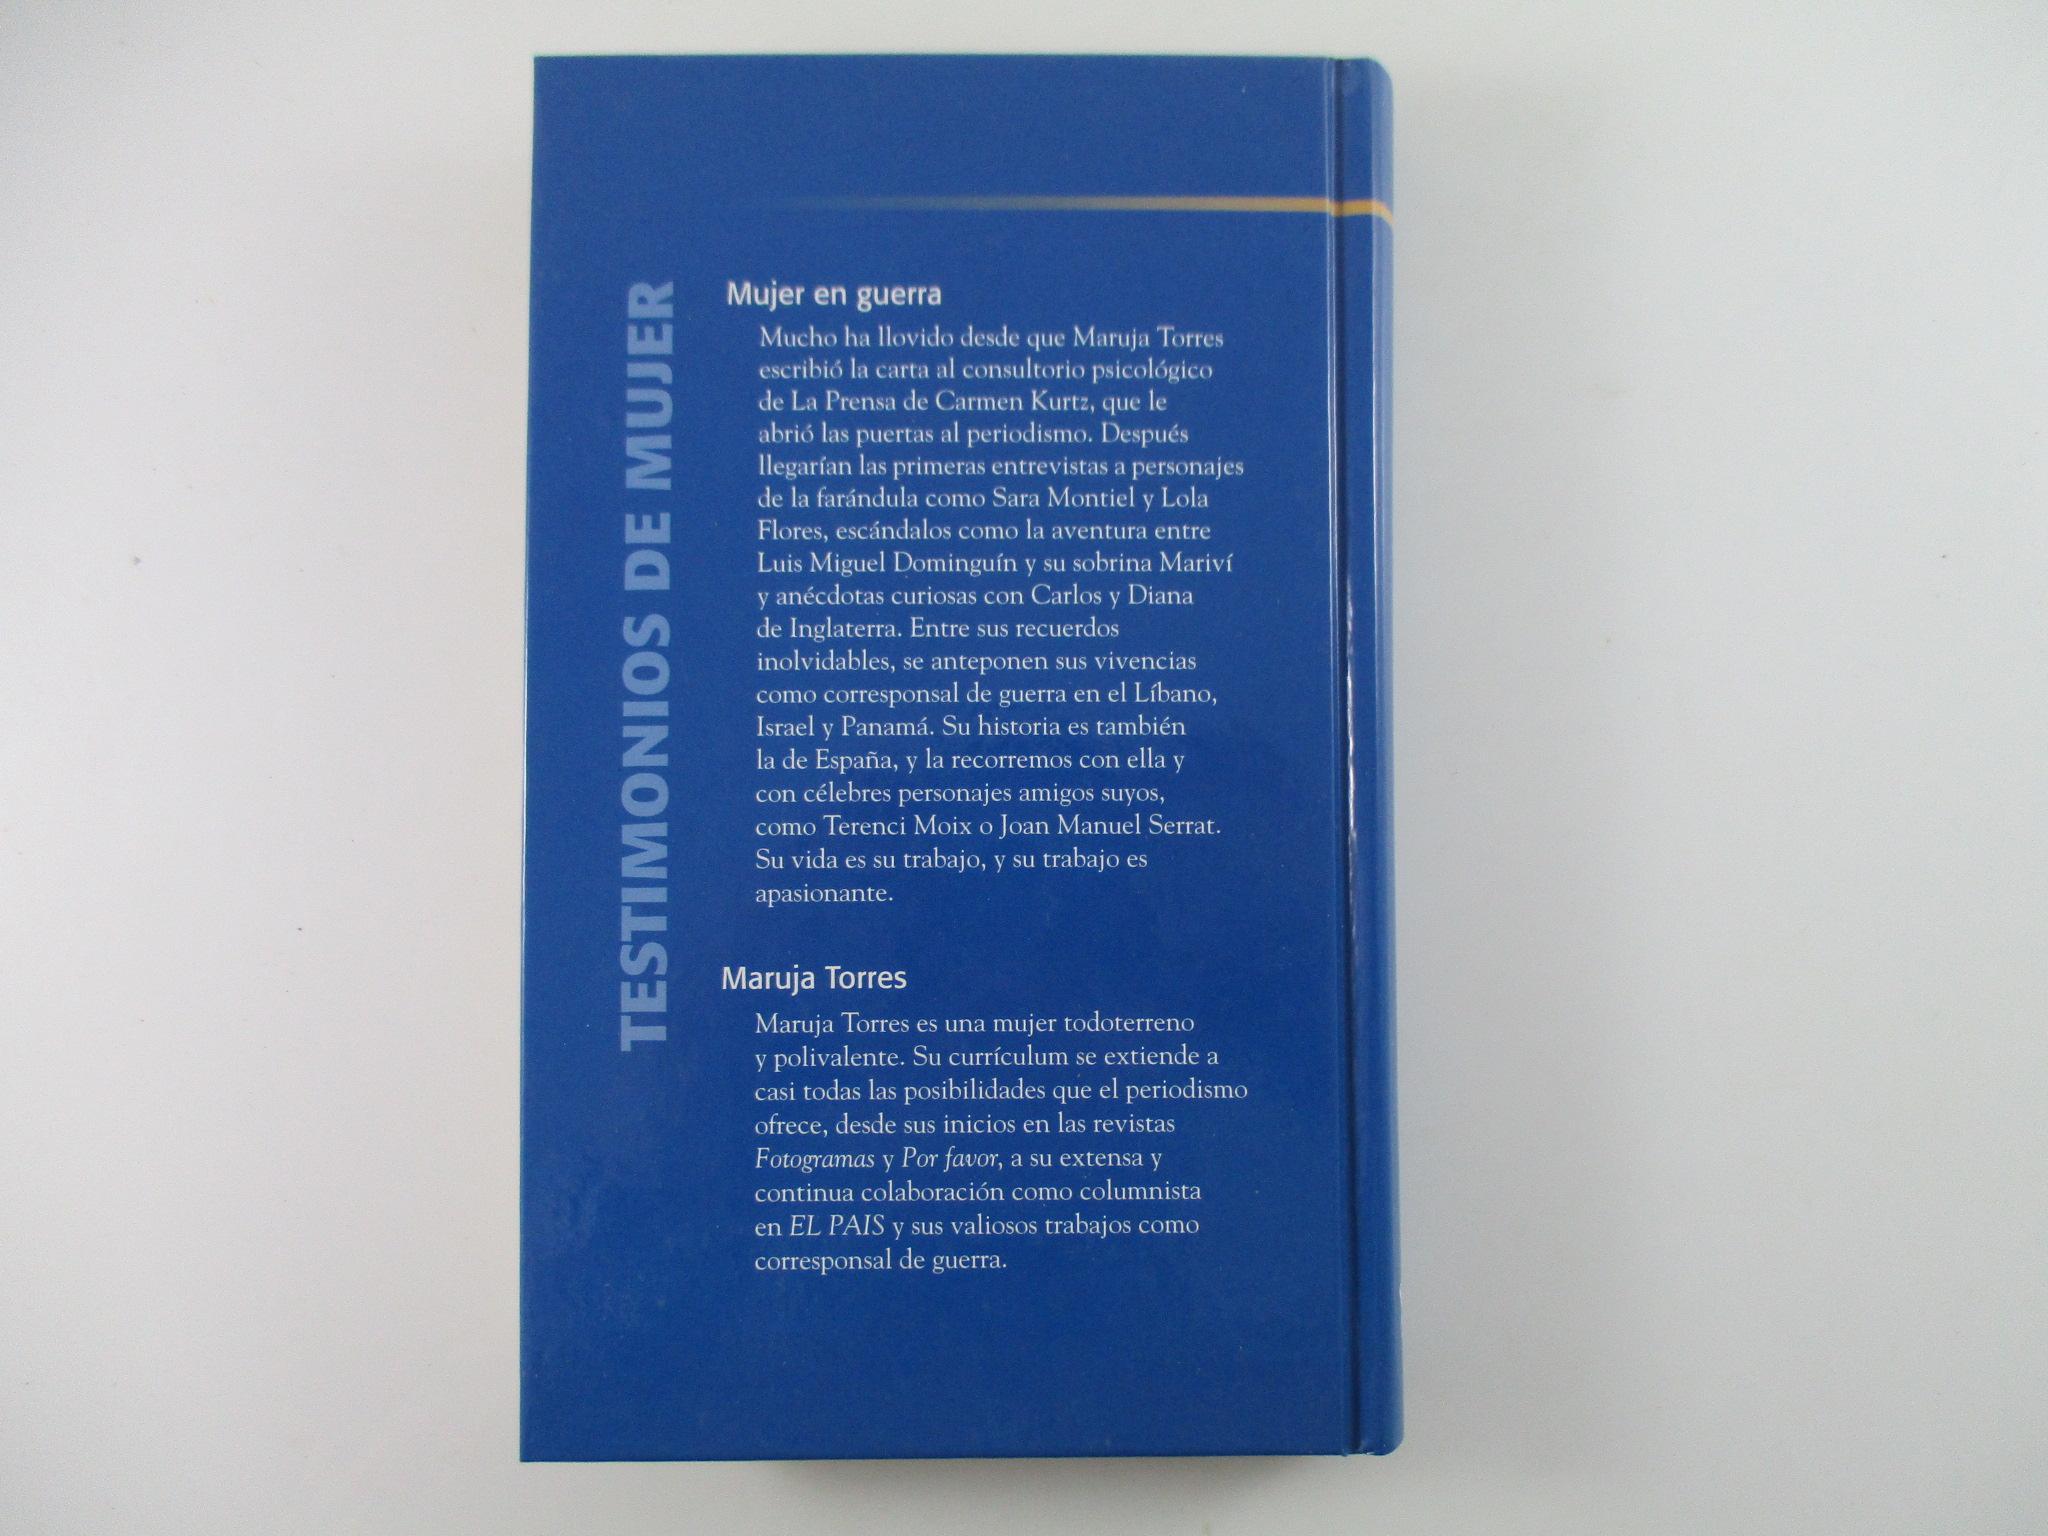 TESTIMONIOS DE MUJER
Mujer en guerra
Mucho ha llovido desde que Maruja Torres
escribió la carta al consultorio psicológico
de La Prensa de Carmen Kurtz, que le
abrió las puertas al periodismo. Después
llegarían las primeras entrevistas a personajes
de la farándula como Sara Montiel y Lola
Flores, escándalos como la aventura entre
Luis Miguel Dominguín y su sobrina Mariví
y anécdotas curiosas con Carlos y Diana
de Inglaterra. Entre sus recuerdos
inolvidables, se anteponen sus vivencias
como corresponsal de guerra en el Líbano,
Israel y Panamá. Su historia es también
la de España, y la recorremos con ella y
con célebres personajes amigos suyos,
como Terenci Moix o Joan Manuel Serrat.
Su vida es su trabajo, y su trabajo es
apasionante.
Maruja Torres
Maruja Torres es una mujer todoterreno
y polivalente. Su currículum se extiende a
casi todas las posibilidades que el periodismo
ofrece, desde sus inicios en las revistas
Fotogramas y Por favor, a su extensa y
continua colaboración como columnista
en EL PAIS y sus valiosos trabajos como
corresponsal de guerra.